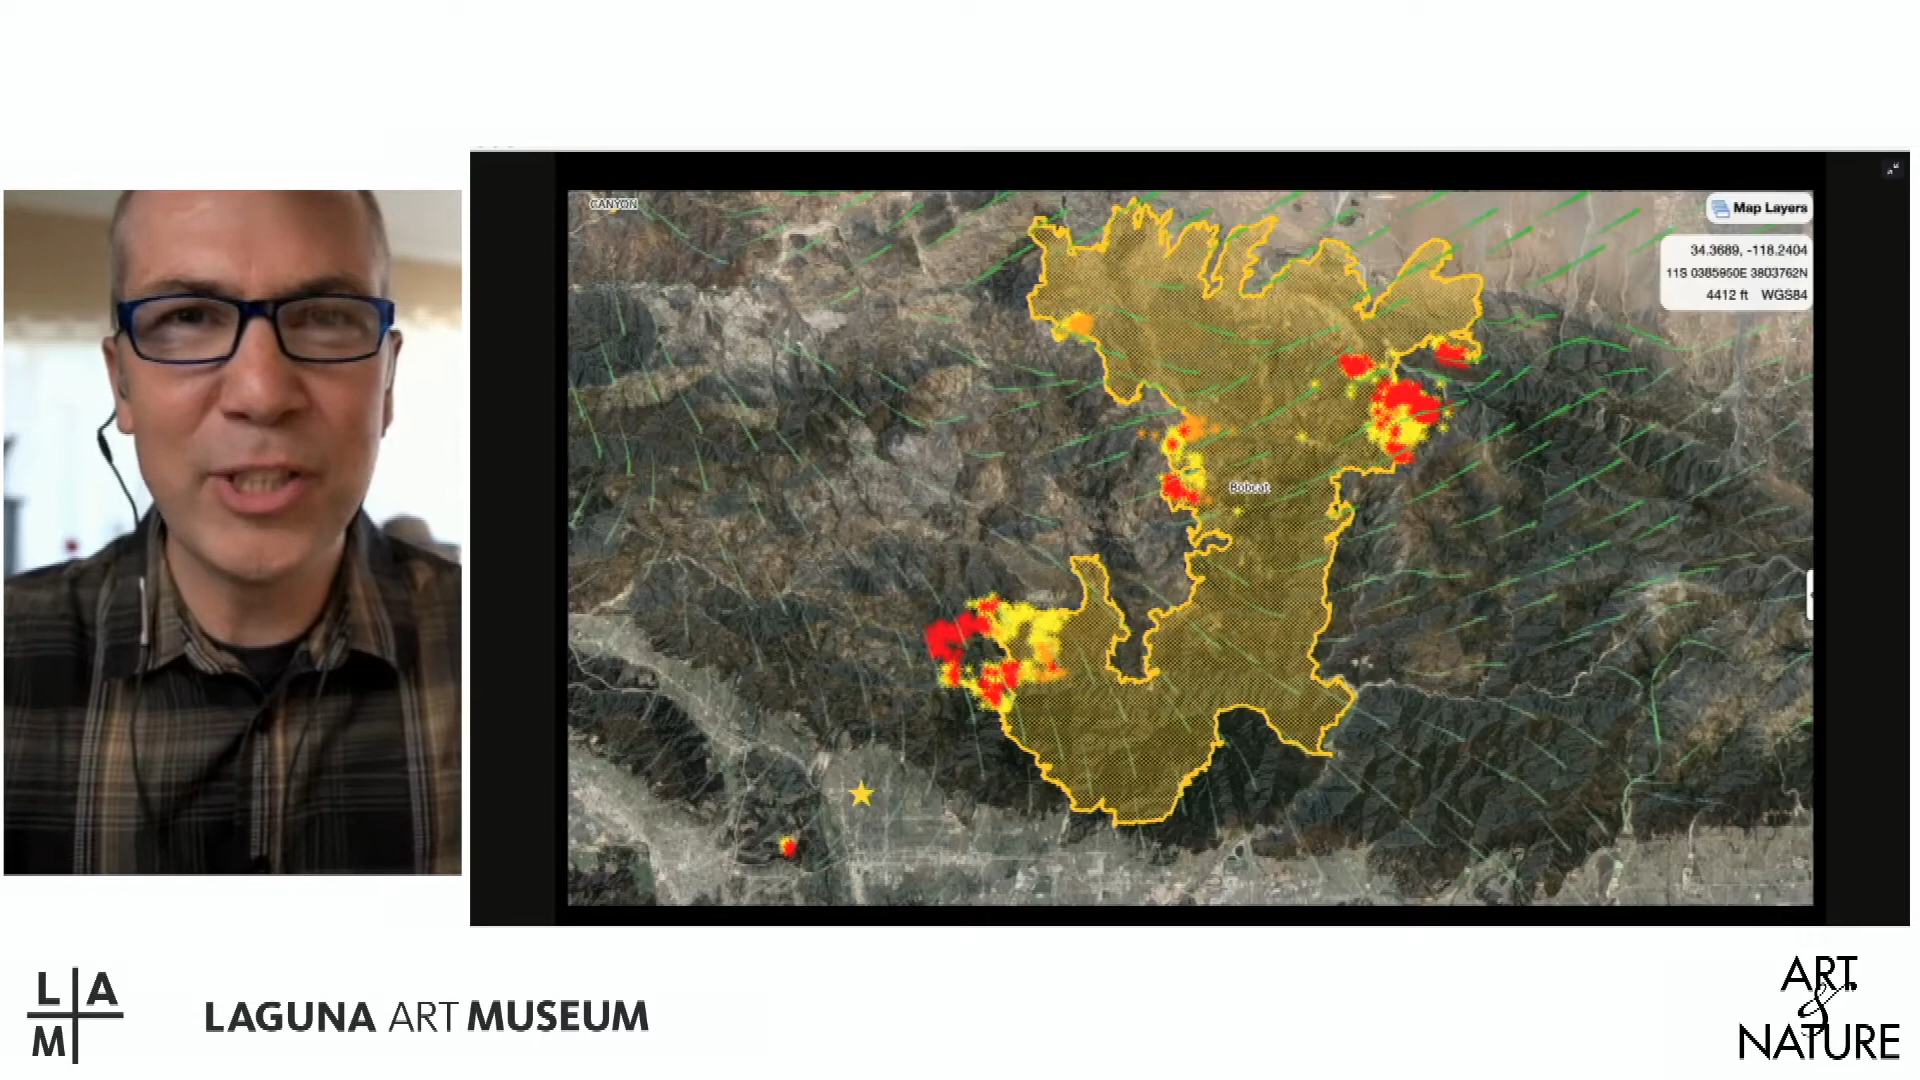 CANYON
Map Layers
34.3689, -118.2404
11S 0385950E 3803762N
4412 ft WGS84
Bobcat
L A
M
LAGUNA ART MUSEUM
ART
&
NATURE